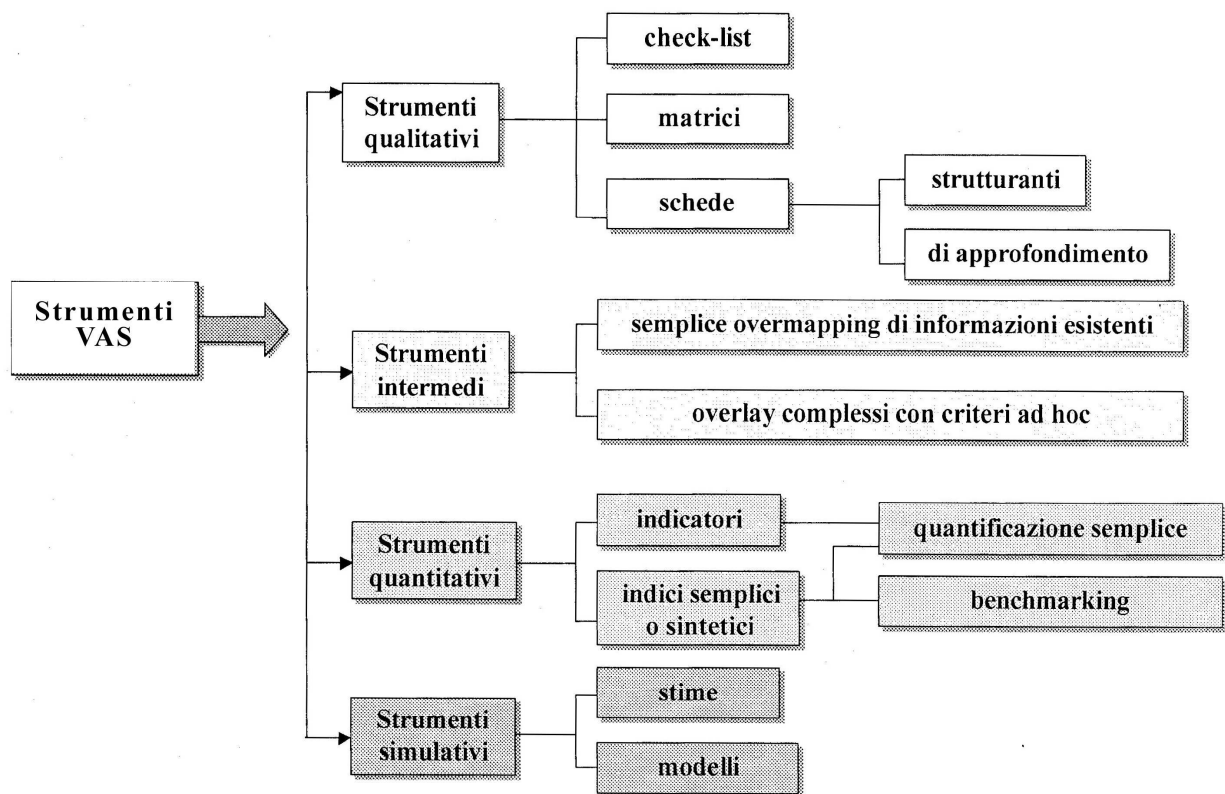 Strumenti
VAS
Strumenti
qualitativi
check-list
matrici
schede
strutturanti
di approfondimento
Strumenti
intermedi
semplice overmapping di informazioni esistenti
overlay complessi con criteri ad hoc
Strumenti
quantitativi
indicatori
indici semplici
o sintetici
quantificazione semplice
benchmarking
Strumenti
simulativi
stime
modelli